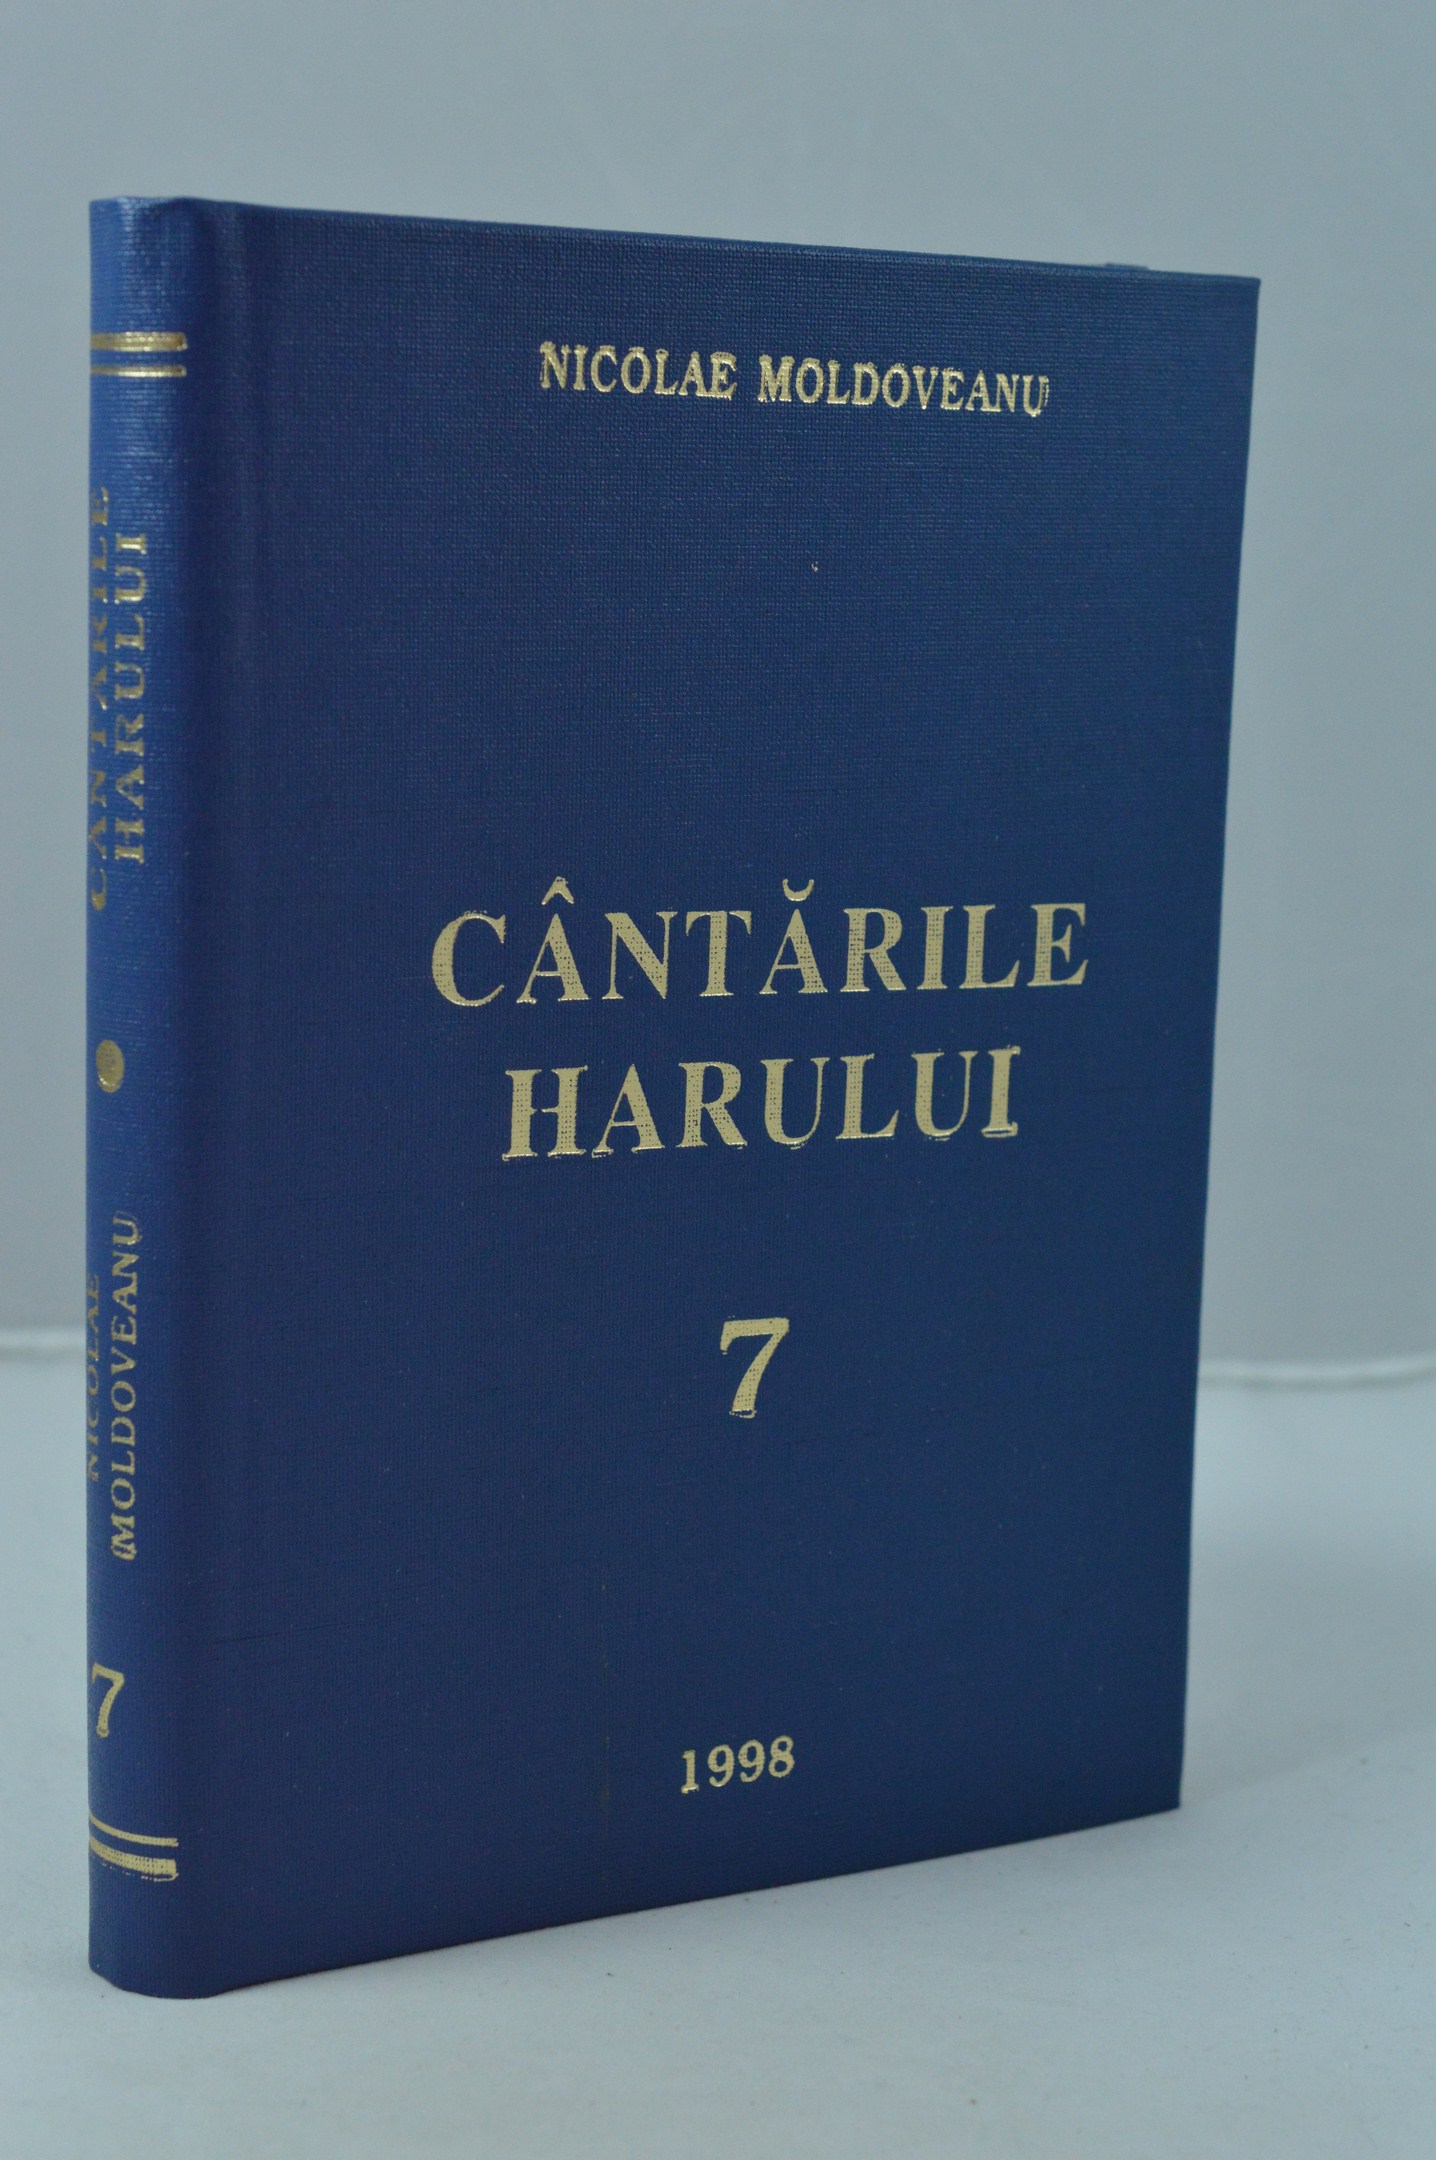 NICOLAE MOLDOVEANU
CÂNTĂRILE
HARULUI
7
1998
CÂNTĂRILE
HARULUI
NICOLAE
MOLDOVEANU
7